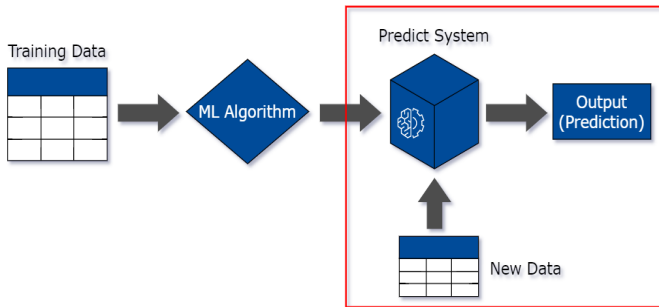 Training Data
ML Algorithm
Predict System
Output
(Prediction)
New Data